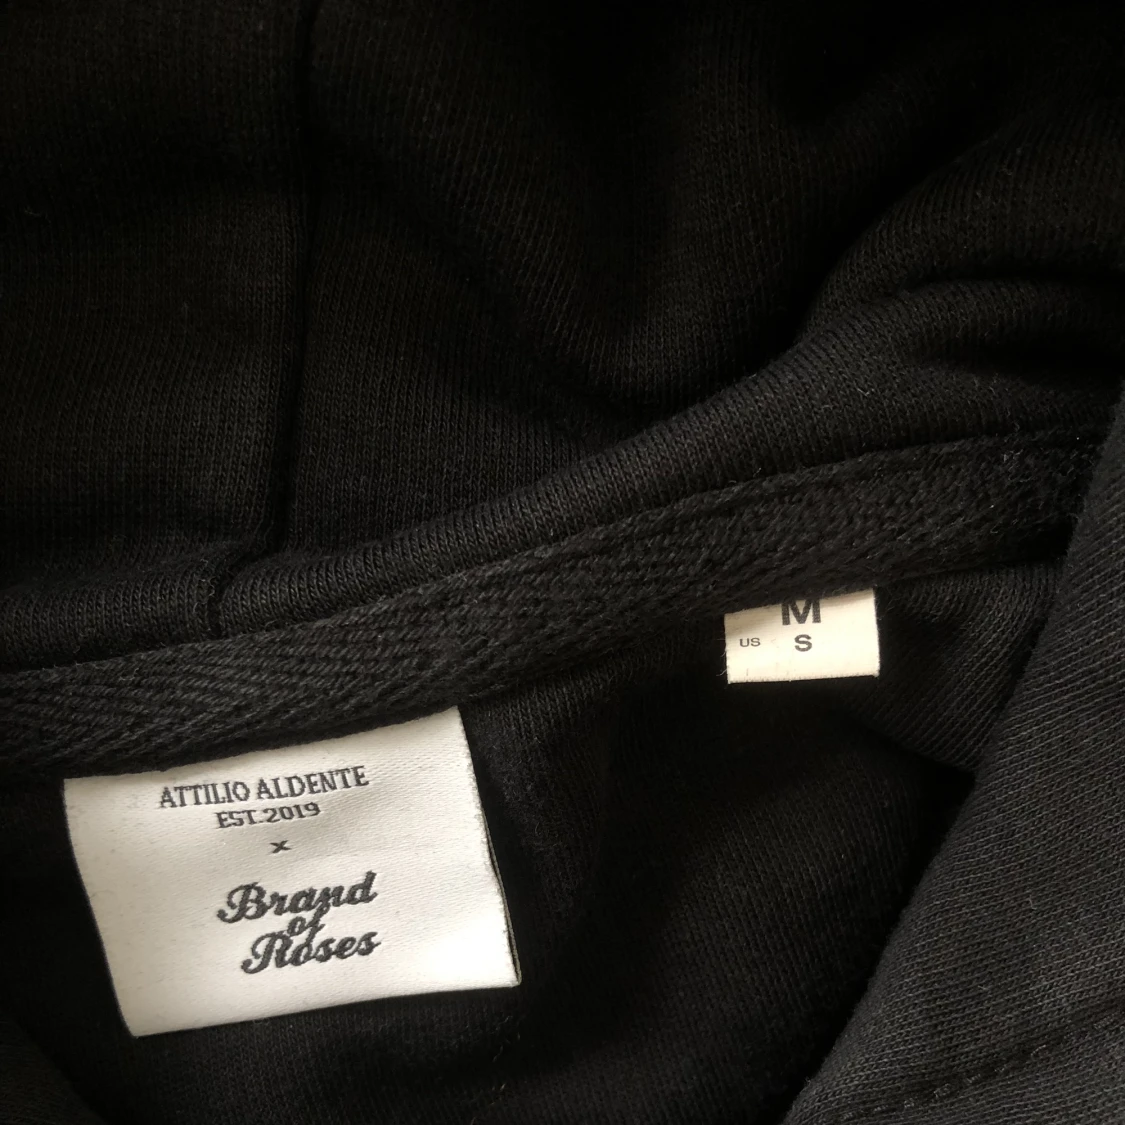 M
US S
ATTILIO ALDENTE
EST.2019
x
Brand
of
Roses